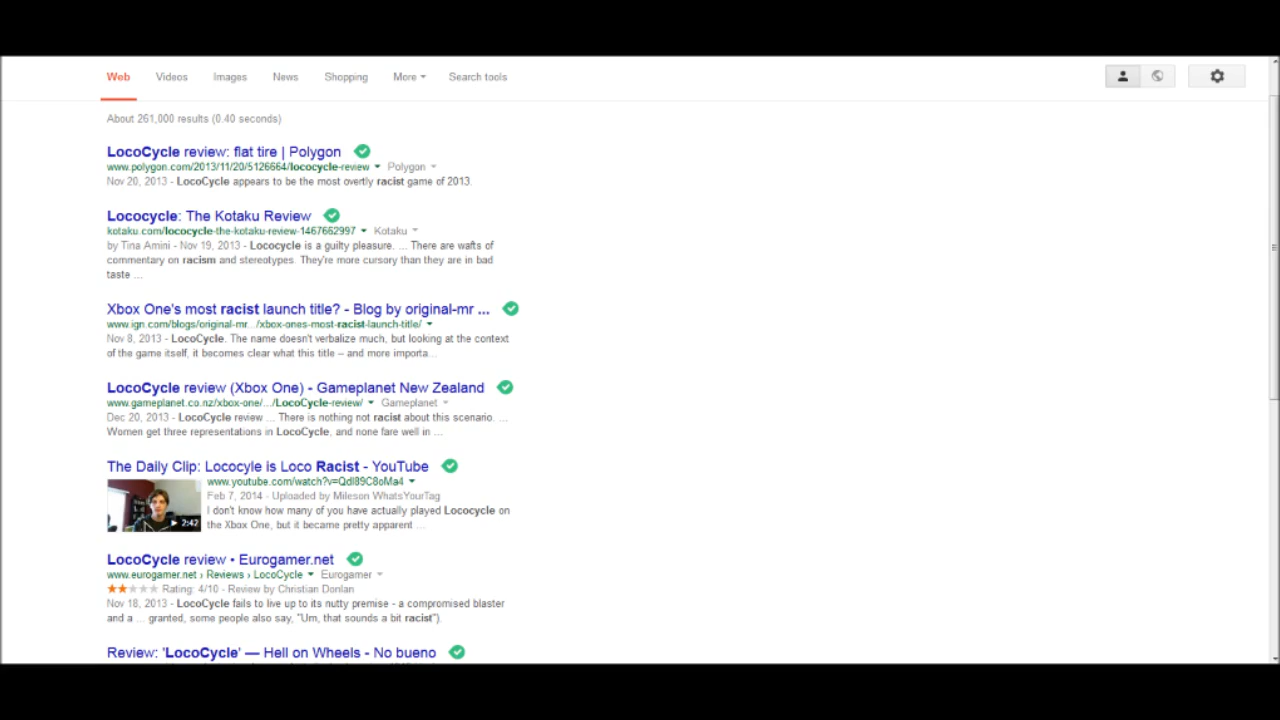 Web Videos Images News Shopping More Search tools
About 261,000 results (0.40 seconds)
LocoCycle review: flat tire | Polygon
www.polygon.com/2013/11/20/5126664/lococycle-review Polygon
Nov 20, 2013 - LocoCycle appears to be the most overtly racist game of 2013.
Lococycle: The Kotaku Review
kotaku.com/lococycle-the-kotaku-review-1467662997 Kotaku
by Tina Amini - Nov 19, 2013 - Lococycle is a guilty pleasure. ... There are wafts of
commentary on racism and stereotypes. They're more cursory than they are in bad
taste ...
Xbox One's most racist launch title? - Blog by original-mr ...
www.ign.com/blogs/original-mr.../xbox-ones-most-racist-launch-title/
Nov 8, 2013 - LocoCycle. The name doesn't verbalize much, but looking at the context
of the game itself, it becomes clear what this title – and more importa...
LocoCycle review (Xbox One) - Gameplanet New Zealand
www.gameplanet.co.nz/xbox-one/.../LocoCycle-review/ Gameplanet
Dec 20, 2013 - LocoCycle review ... There is nothing not racist about this scenario. ...
Women get three representations in LocoCycle, and none fare well in ...
The Daily Clip: Lococyle is Loco Racist - YouTube
www.youtube.com/watch?v=Qdl89C8oMa4
Feb 7, 2014 - Uploaded by Mileson WhatsYourTag
I don't know how many of you have actually played Lococycle on
the Xbox One, but it became pretty apparent ...
2:42
LocoCycle review • Eurogamer.net
www.eurogamer.net › Reviews › LocoCycle Eurogamer
Rating: 4/10 - Review by Christian Donlan
Nov 18, 2013 - LocoCycle fails to live up to its nutty premise - a compromised blaster
and a ... granted, some people also say, "Um, that sounds a bit racist").
Review: 'LocoCycle' — Hell on Wheels - No bueno